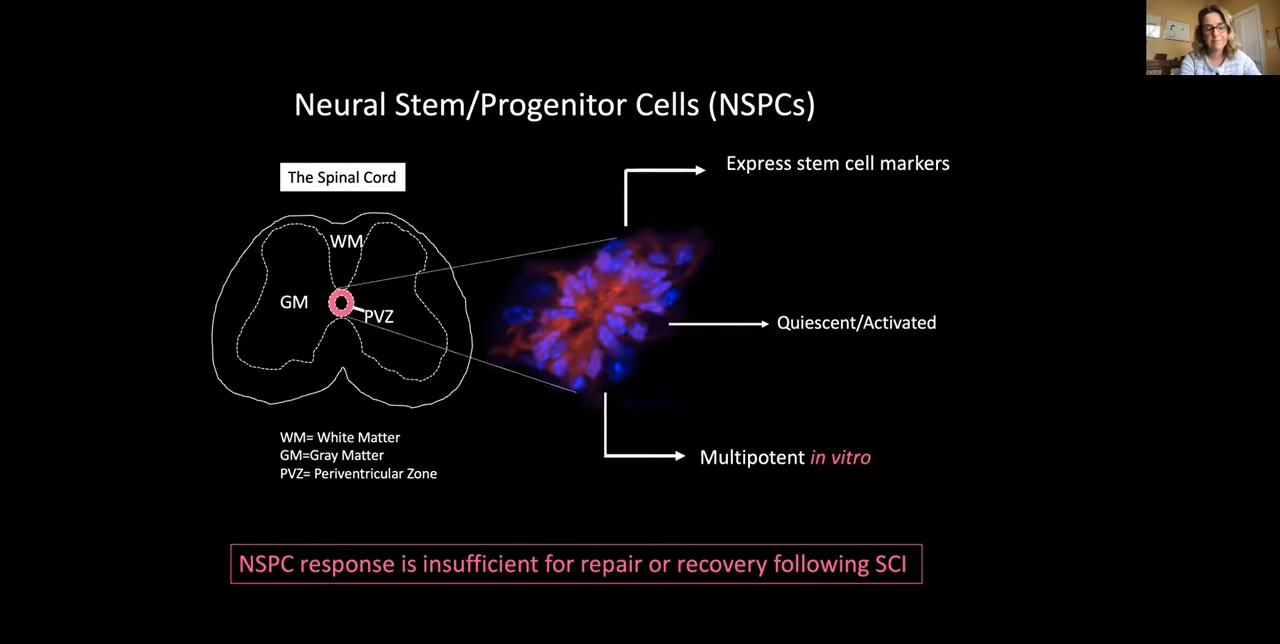 Neural Stem/Progenitor Cells (NSPCs)
The Spinal Cord
WM
GM
PVZ
Express stem cell markers
Quiescent/Activated
Multipotent in vitro
WM= White Matter
GM=Gray Matter
PVZ= Periventricular Zone
NSPC response is insufficient for repair or recovery following SCI